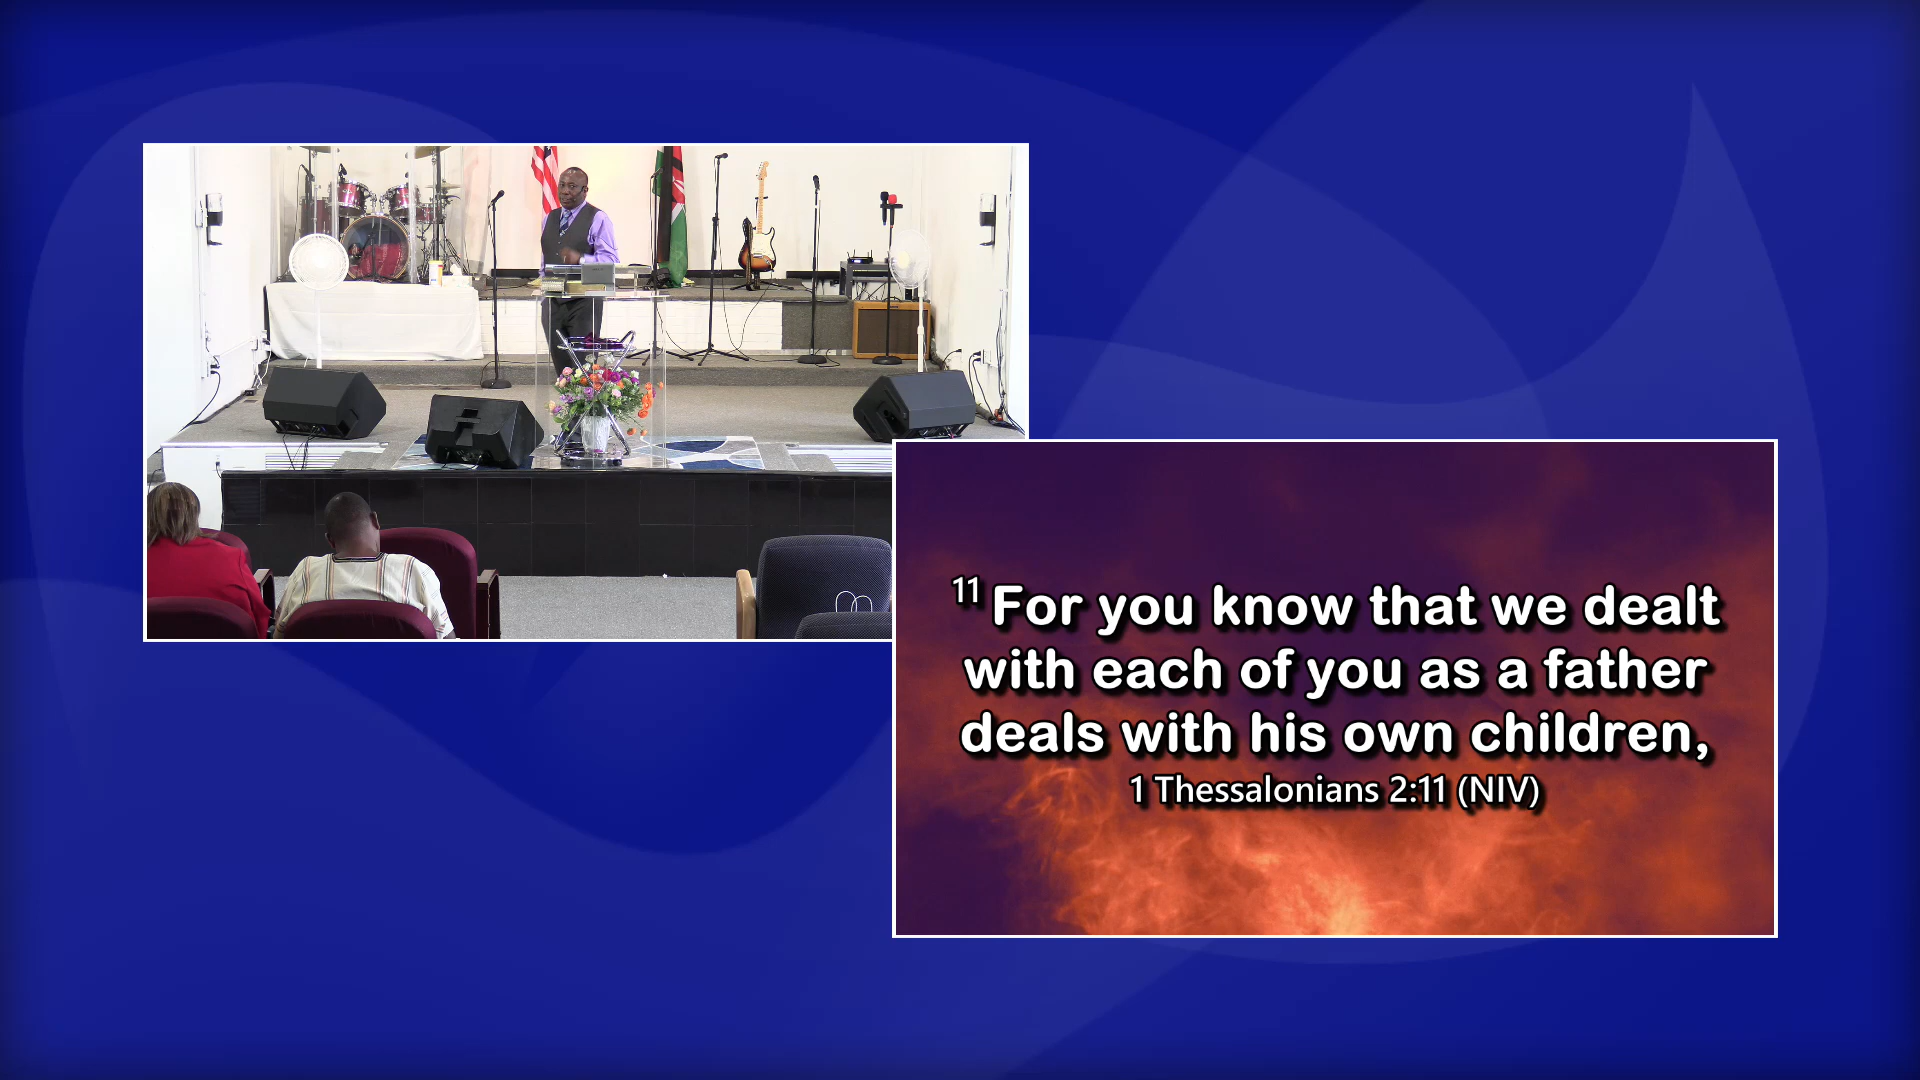 11 For you know that we dealt
with each of you as a father
deals with his own children,
1 Thessalonians 2:11 (NIV)